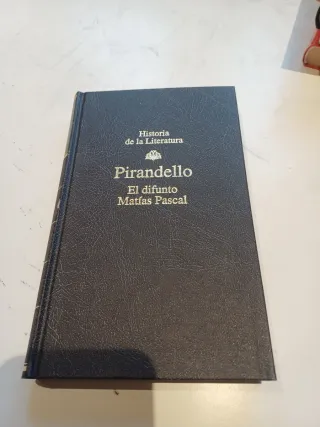 Historia
de la Literatura
Pirandello
El difunto
Matías Pascal